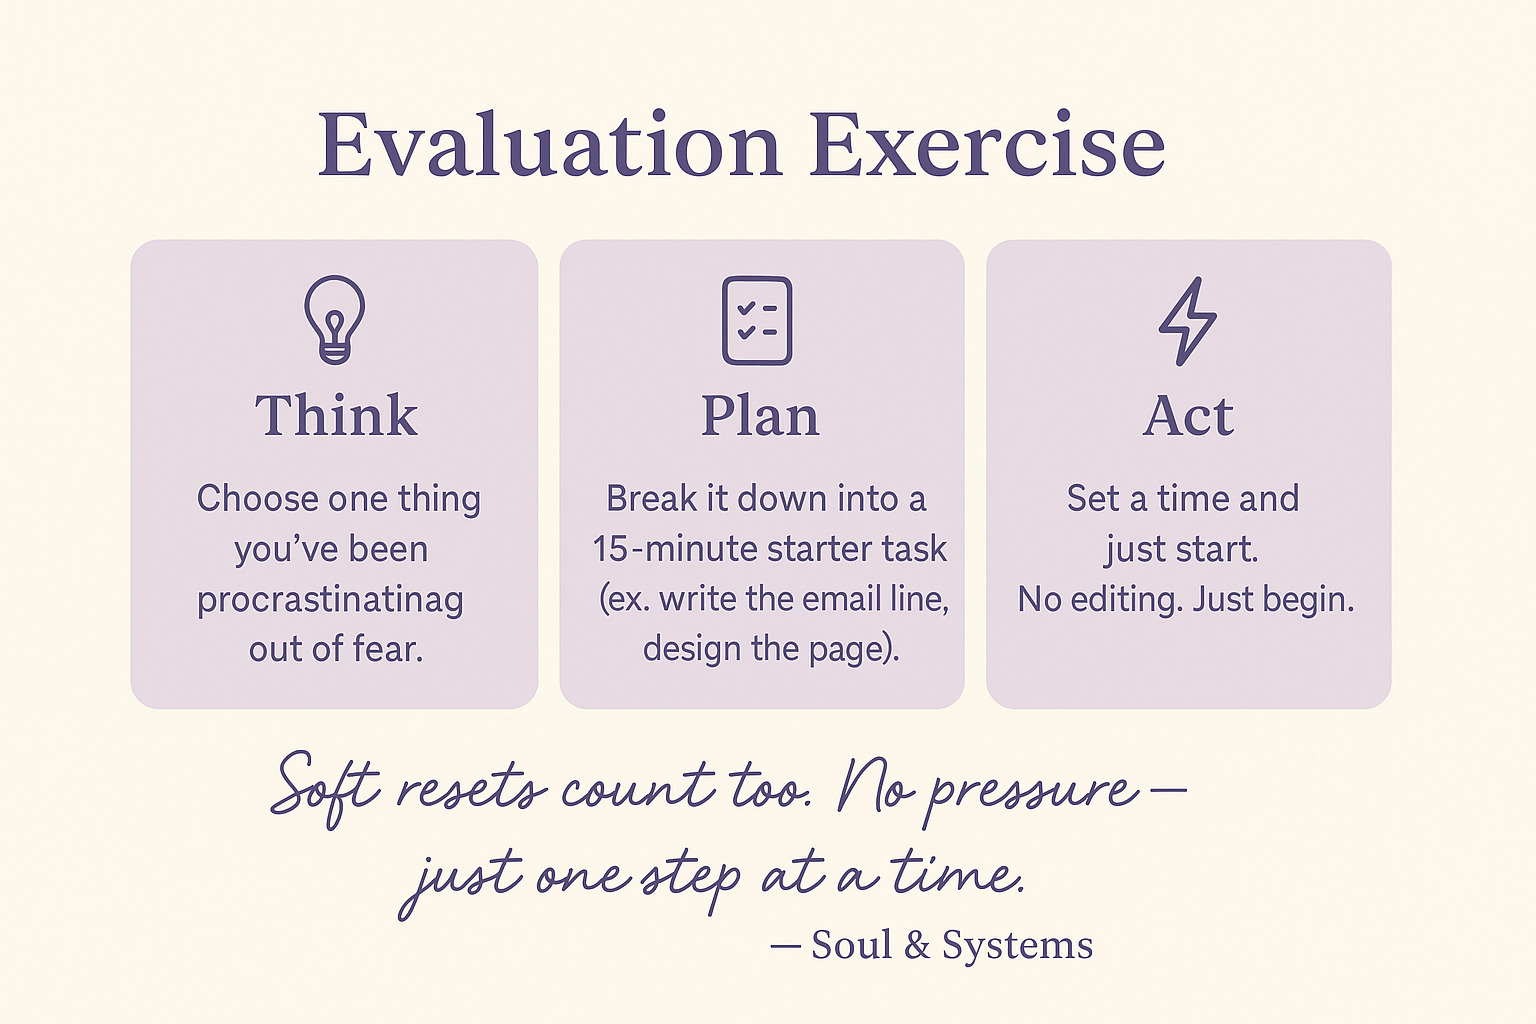 Evaluation Exercise
Think
Choose one thing
you’ve been
procrastinatinag
out of fear.
Plan
Break it down into a
15-minute starter task
(ex. write the email line,
design the page).
Act
Set a time and
just start.
No editing. Just begin.
Soft resets count too. No pressure—
just one step at a time.
— Soul & Systems